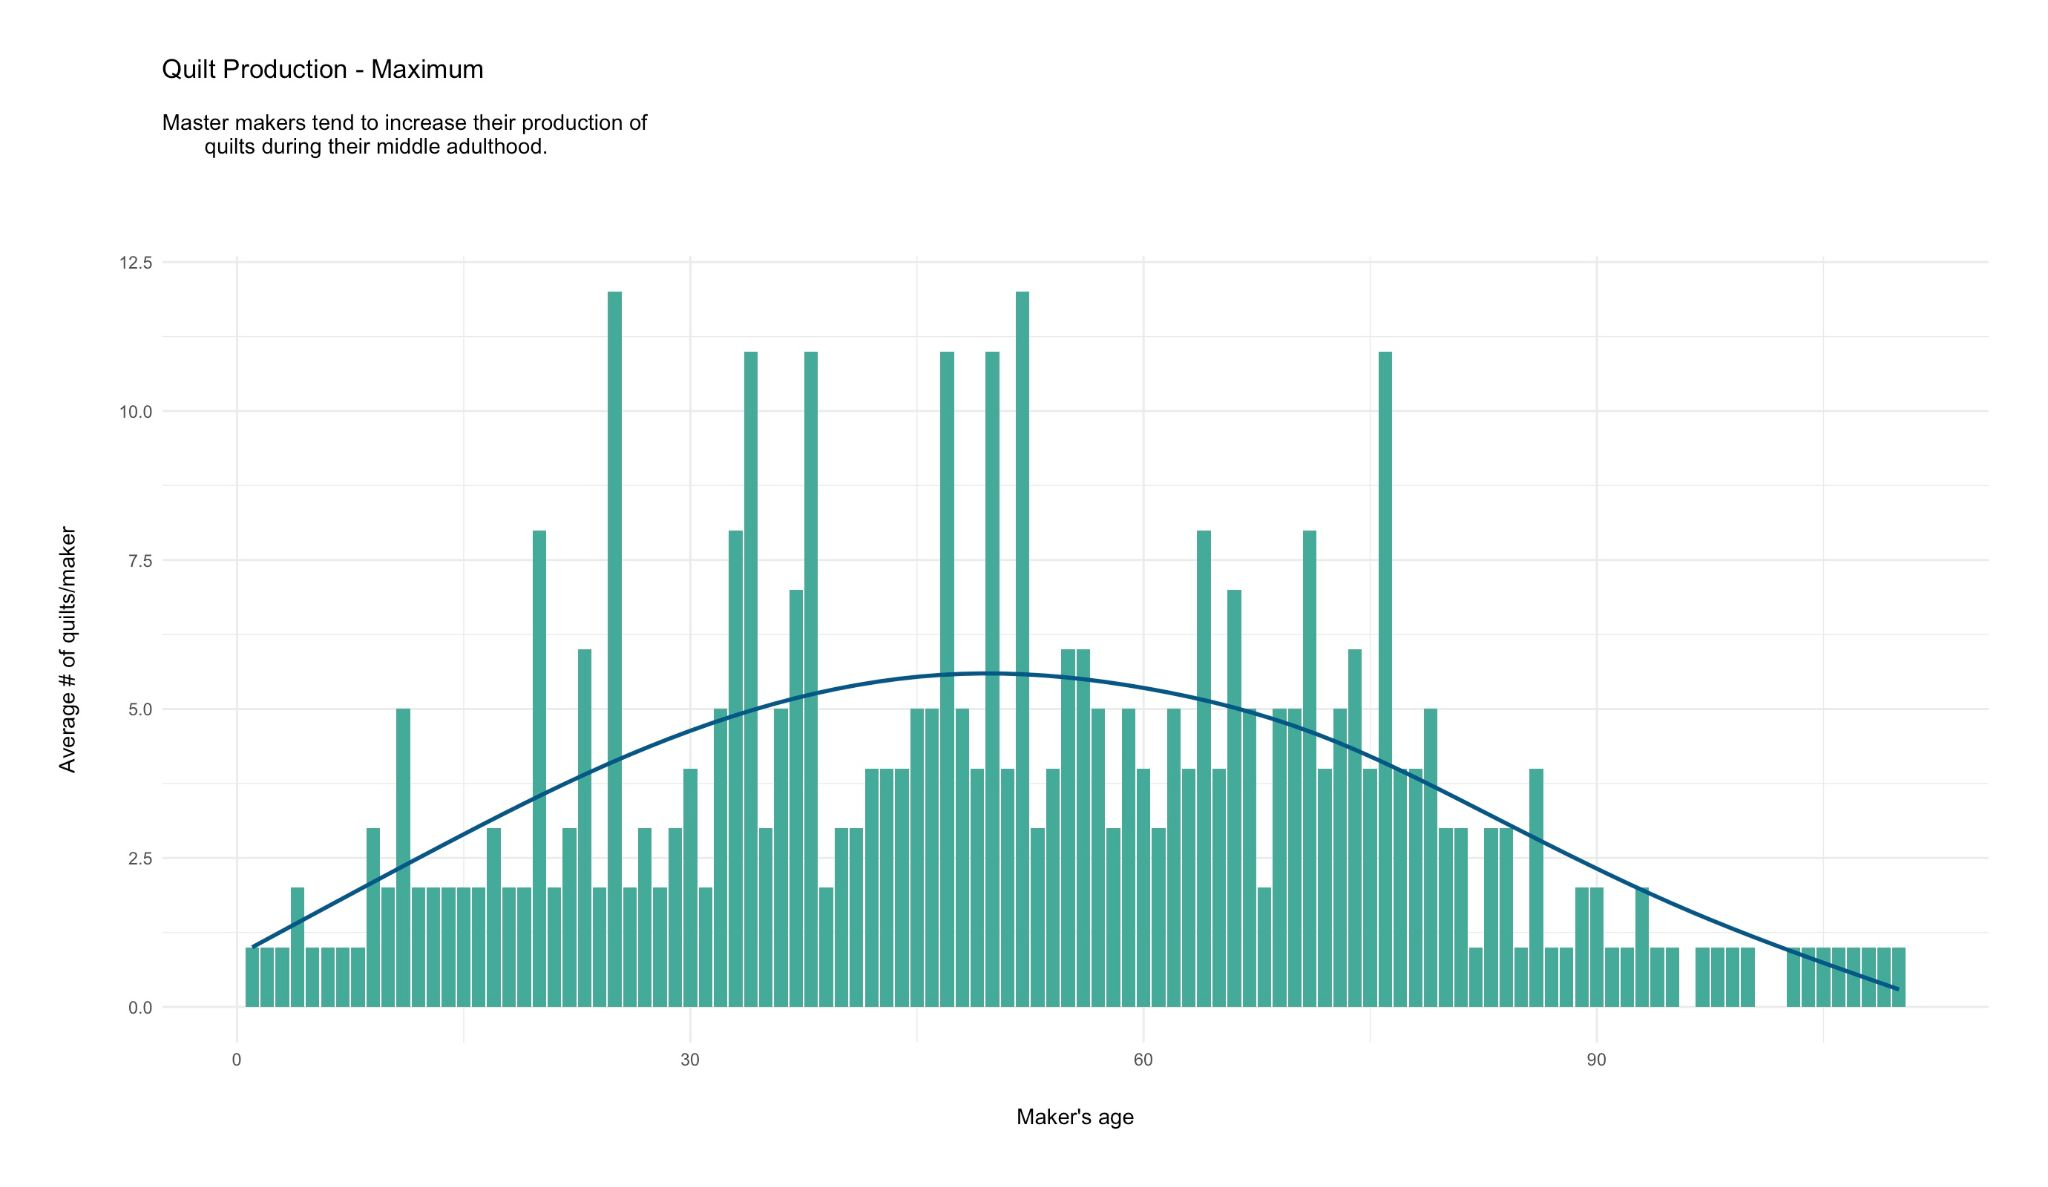 Quilt Production - Maximum
Master makers tend to increase their production of
quilts during their middle adulthood.
12.5
10.0
7.5
5.0
2.5
0.0
Average # of quilts/maker
0
30
60
90
Maker's age